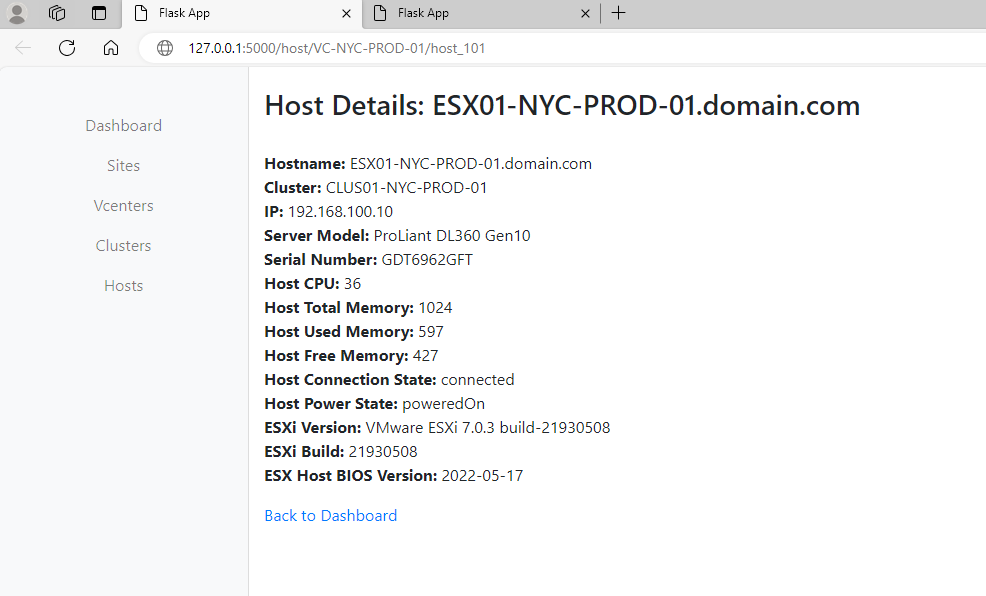 Flask App
Flask App
127.0.0.1:5000/host/VC-NYC-PROD-01/host_101
Dashboard
Sites
Vcenters
Clusters
Hosts
Host Details: ESX01-NYC-PROD-01.domain.com
Hostname: ESX01-NYC-PROD-01.domain.com
Cluster: CLUS01-NYC-PROD-01
IP: 192.168.100.10
Server Model: ProLiant DL360 Gen10
Serial Number: GDT6962GFT
Host CPU: 36
Host Total Memory: 1024
Host Used Memory: 597
Host Free Memory: 427
Host Connection State: connected
Host Power State: poweredOn
ESXi Version: VMware ESXi 7.0.3 build-21930508
ESXi Build: 21930508
ESX Host BIOS Version: 2022-05-17
Back to Dashboard